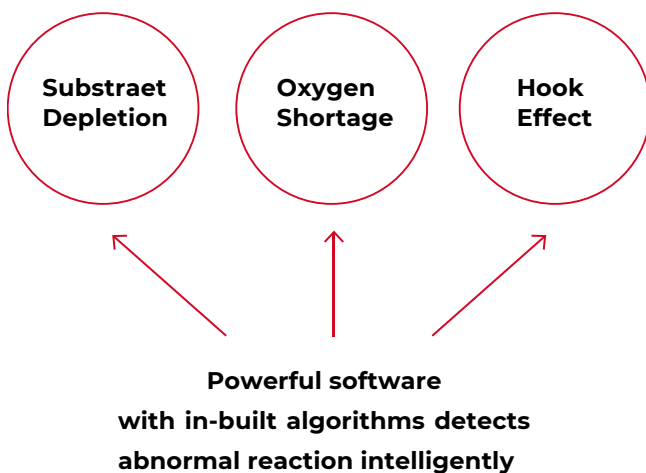 Substraet
Depletion
Oxygen
Shortage
Hook
Effect
Powerful software
with in-built algorithms detects
abnormal reaction intelligently